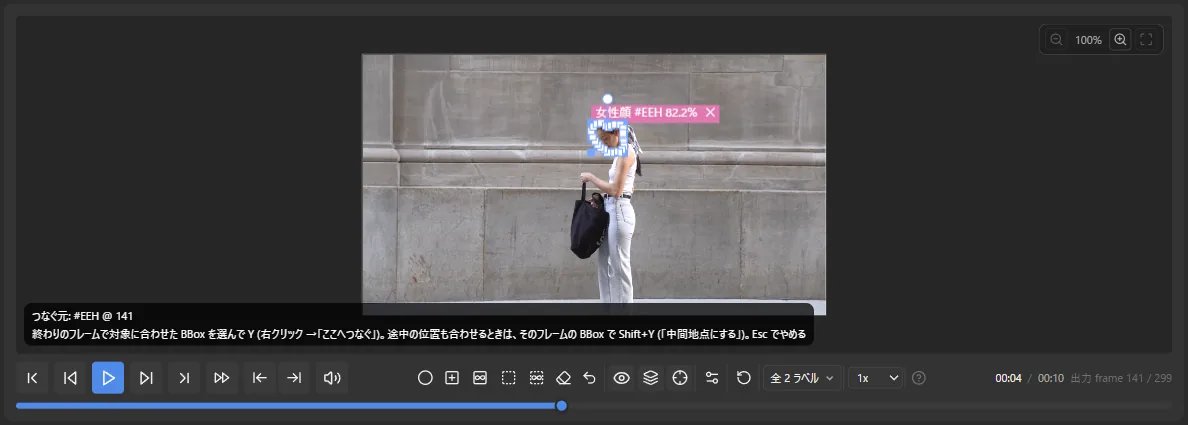 100%
女性顔 #EEH 82.2%
つなぐ元: #EEH @ 141
終わりのフレームで対象に合わせた BBox を選んで Y (右クリック →「ここへつなぐ」)。途中の位置も合わせるときは、そのフレームの BBox で Shift+Y (「中間地点にする」)。Esc でやめる
全 2 ラベル 1x 00:04 / 00:10 出力 frame 141 / 299